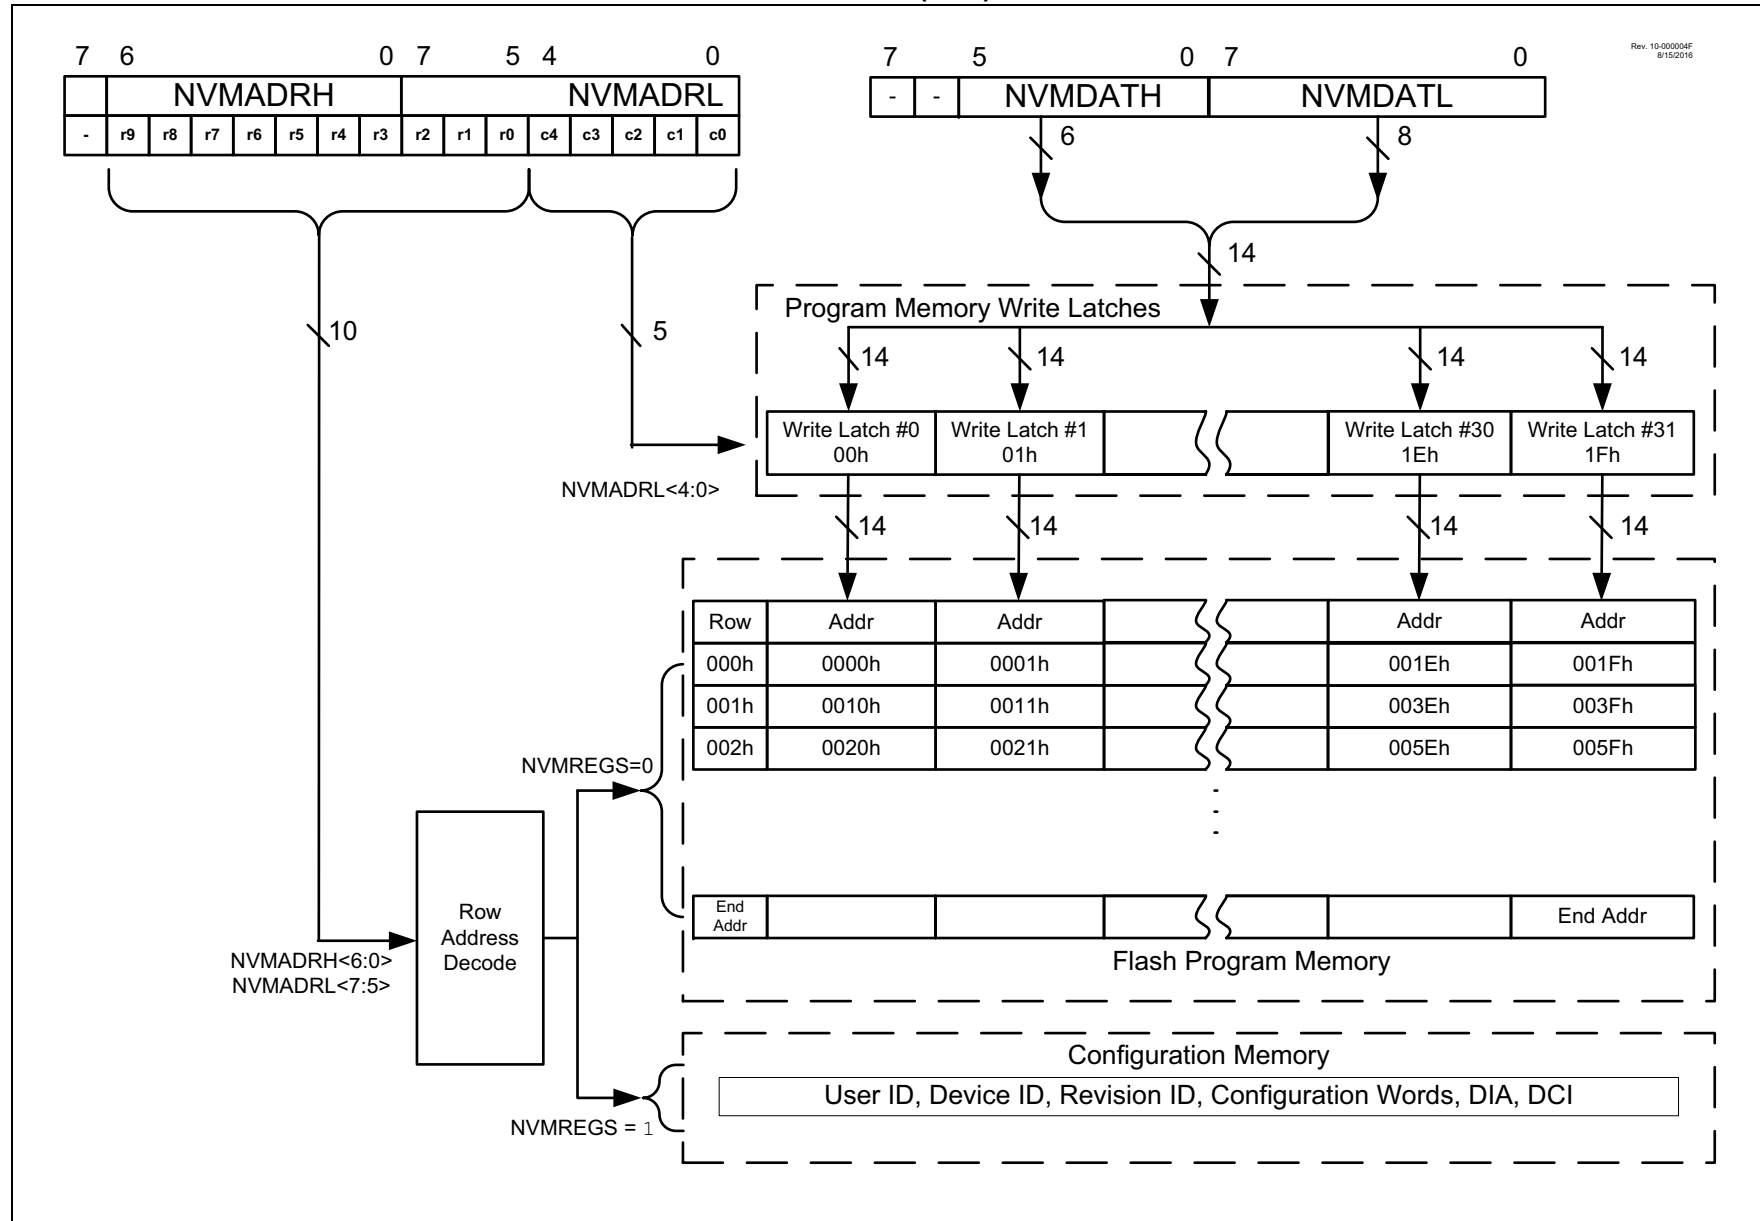 7 6 0 7 5 4 0
7 5 0 7 0
Rev. 10-000004F
8/15/2016
NVMADRH NVMADRL
- r9 r8 r7 r6 r5 r4 r3 r2 r1 r0 c4 c3 c2 c1 c0
- - NVMDATH NVMDATL
6 8
14
10 5
Program Memory Write Latches
14 14 14 14
Write Latch #0
00h
Write Latch #1
01h
Write Latch #30
1Eh
Write Latch #31
1Fh
NVMADRL<4:0>
14 14 14 14
Row Addr Addr Addr Addr
000h 0000h 0001h 001Eh 001Fh
001h 0010h 0011h 003Eh 003Fh
002h 0020h 0021h 005Eh 005Fh
NVMREGS=0
End
Addr
End Addr
Flash Program Memory
Row
Address
Decode
NVMADRH<6:0>
NVMADRL<7:5>
Configuration Memory
User ID, Device ID, Revision ID, Configuration Words, DIA, DCI
NVMREGS = 1